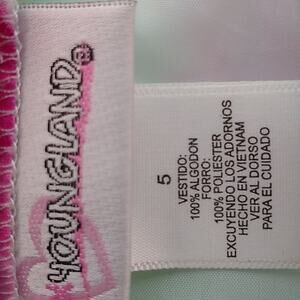 YOUNGLAND®
5
VESTIDO:
100% ALGODON
FORRO:
100% POLIESTER
EXCUYENDO LOS ADORNOS
HECHO EN VIETNAM
VER AL DORSO
PARA EL CUIDADO